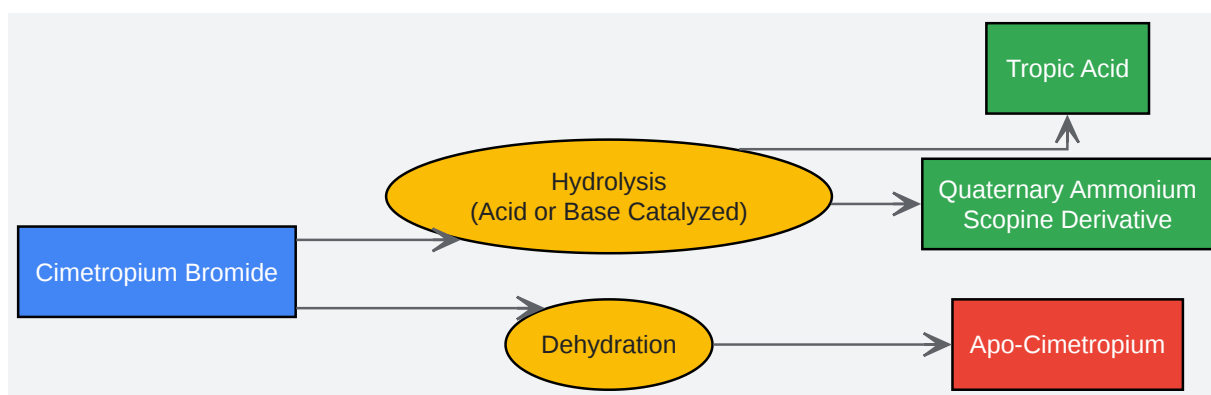 Tropic Acid
Hydrolysis
(Acid or Base Catalyzed)
Quaternary Ammonium
Scopine Derivative
Cimetropium Bromide
Dehydration
Apo-Cimetropium